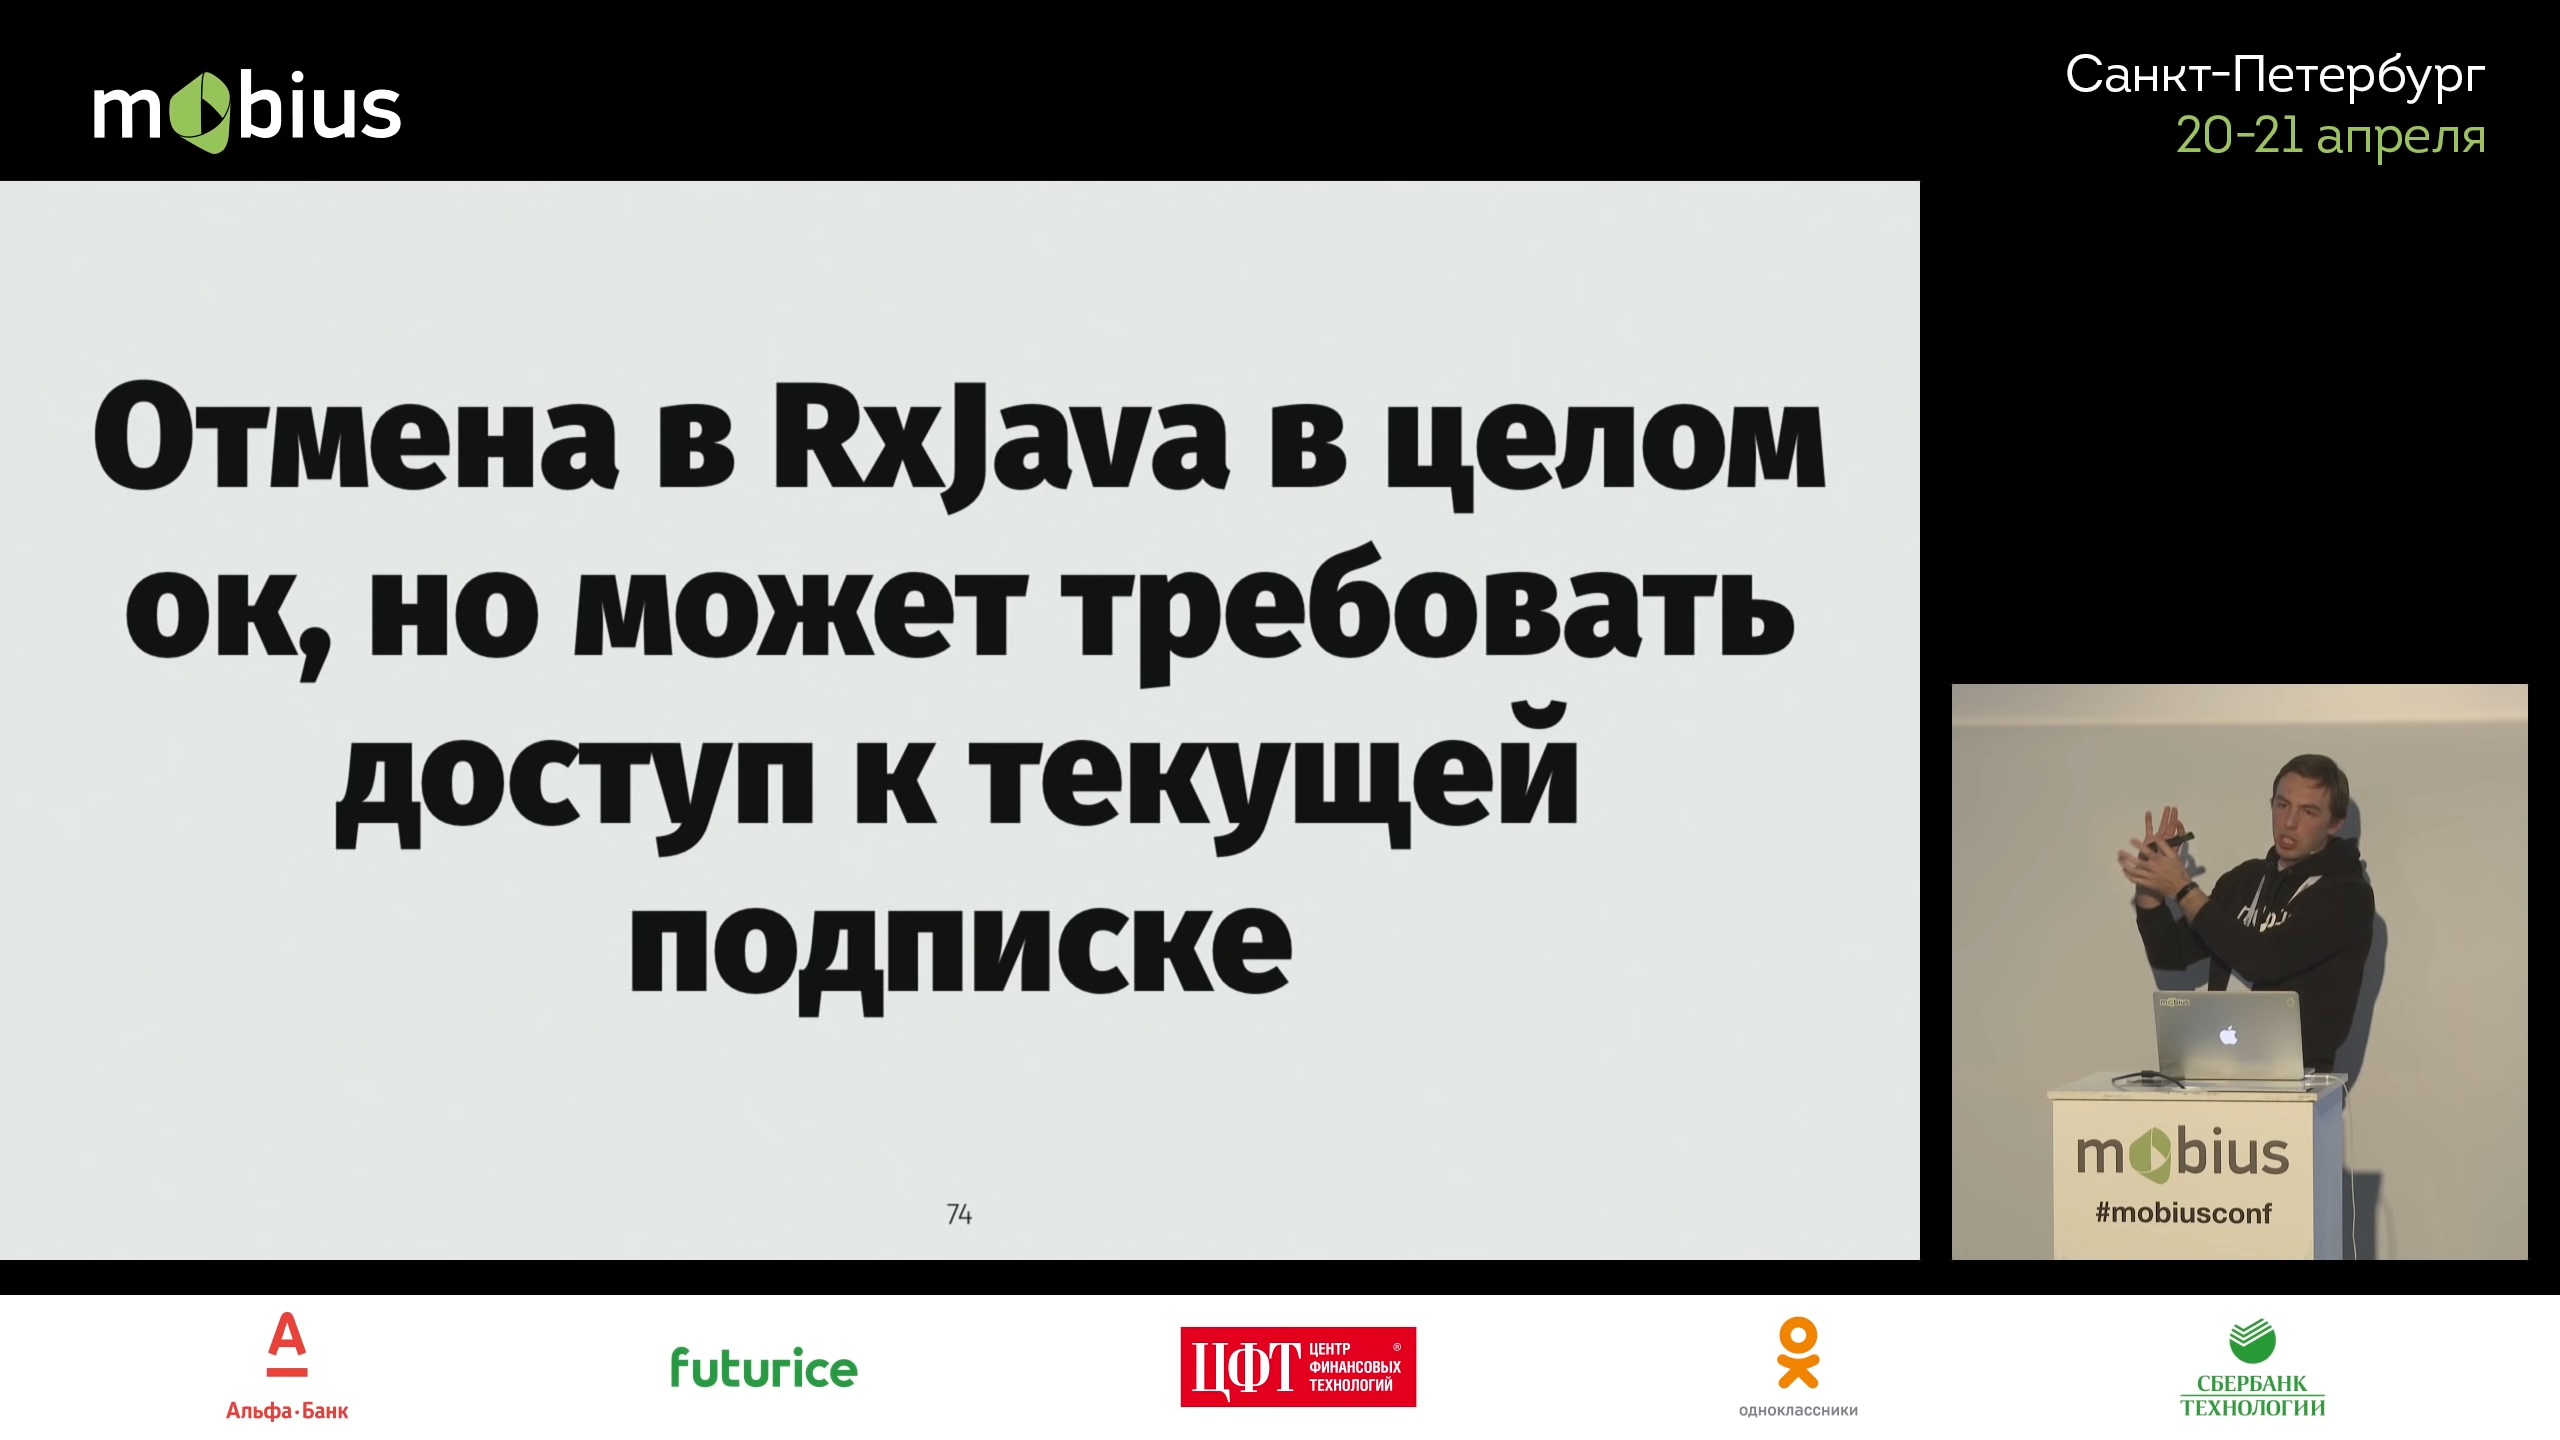 mobius
Санкт-Петербург
20-21 апреля
Отмена в RxJava в целом
ок, но может требовать
доступ к текущей
подписке
74
mobius
mobius
#mobiusconf
Альфа·Банк
futurice
ЦФТ ЦЕНТР ®
ФИНАНСОВЫХ
ТЕХНОЛОГИЙ
одноклассники
СБЕРБАНК
ТЕХНОЛОГИИ